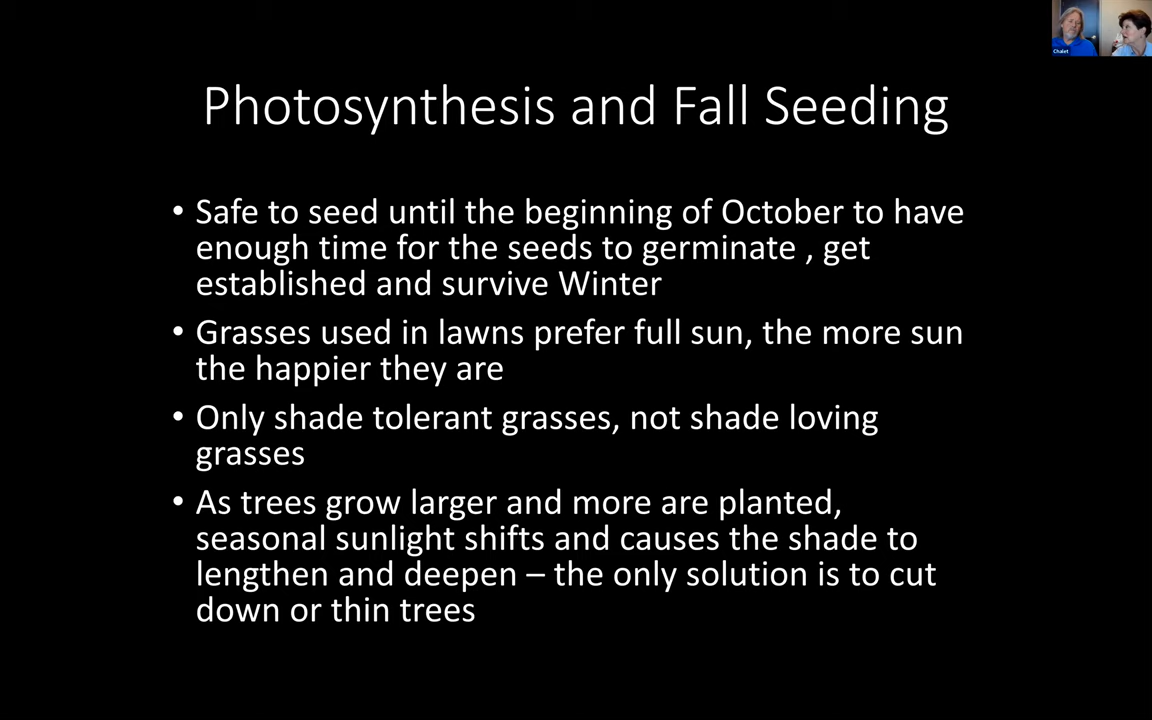 Chalet
Photosynthesis and Fall Seeding
• Safe to seed until the beginning of October to have
enough time for the seeds to germinate , get
established and survive Winter
• Grasses used in lawns prefer full sun, the more sun
the happier they are
• Only shade tolerant grasses, not shade loving
grasses
• As trees grow larger and more are planted,
seasonal sunlight shifts and causes the shade to
lengthen and deepen – the only solution is to cut
down or thin trees